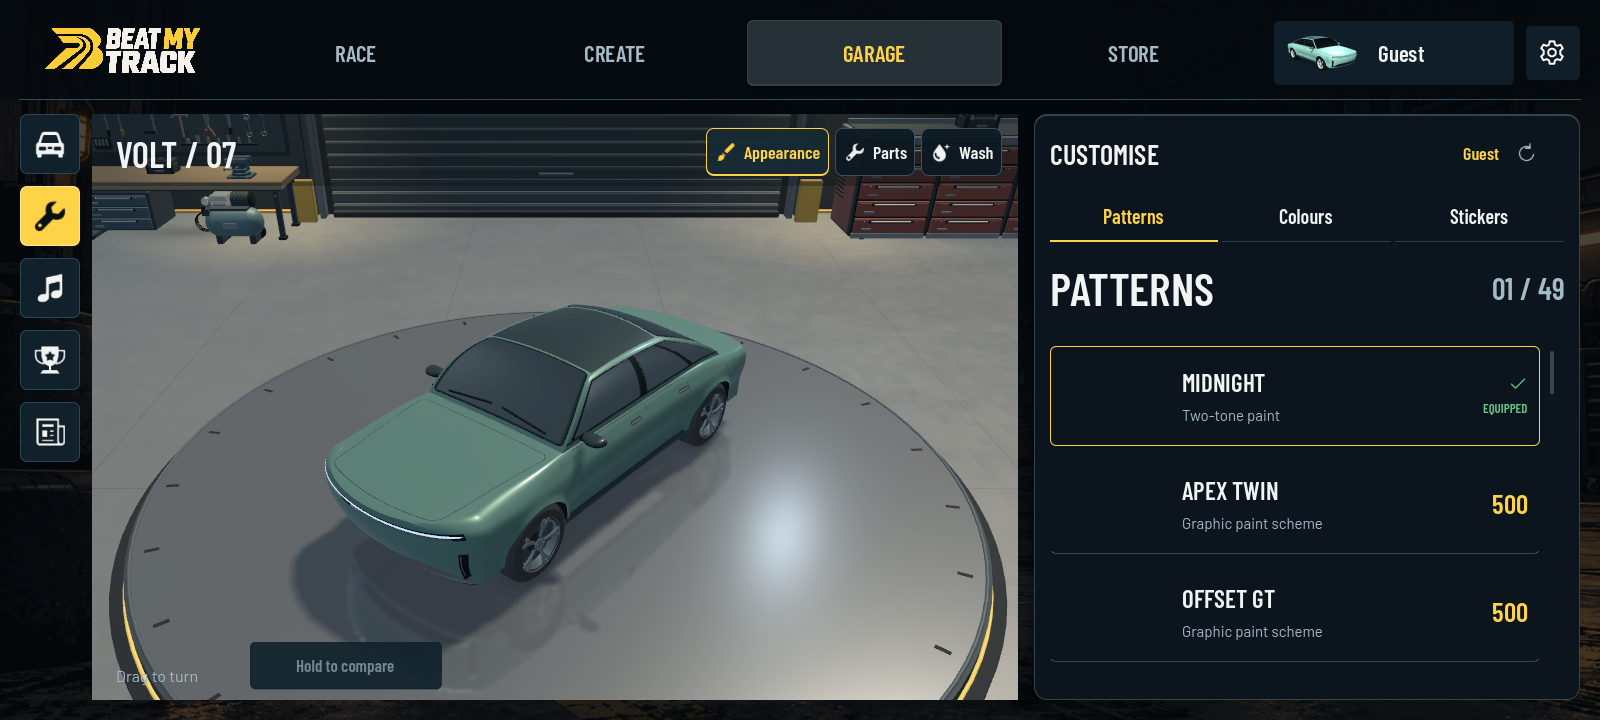 BEAT MY
TRACK
RACE
CREATE
GARAGE
STORE
Guest
VOLT / 07
Appearance
Parts
Wash
Drag to turn
Hold to compare
CUSTOMISE
Guest
Patterns
Colours
Stickers
PATTERNS
01 / 49
MIDNIGHT
Two-tone paint
EQUIPPED
APEX TWIN
Graphic paint scheme
500
OFFSET GT
Graphic paint scheme
500